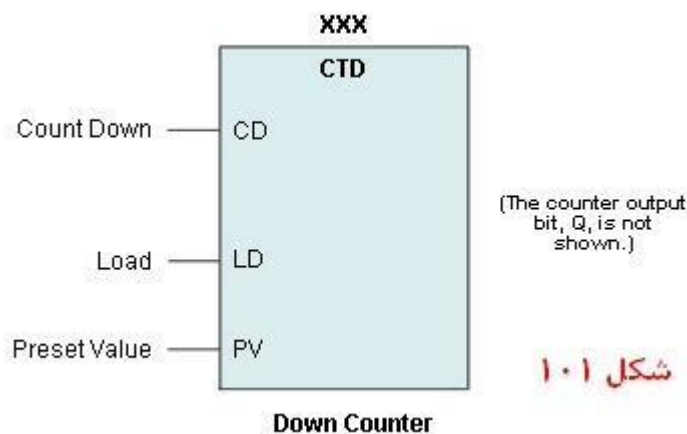 XXX
CTD
Count Down
CD
(The counter output
bit, Q, is not
shown.)
Load
LD
Preset Value
PV
شکل ۱۰۱
Down Counter